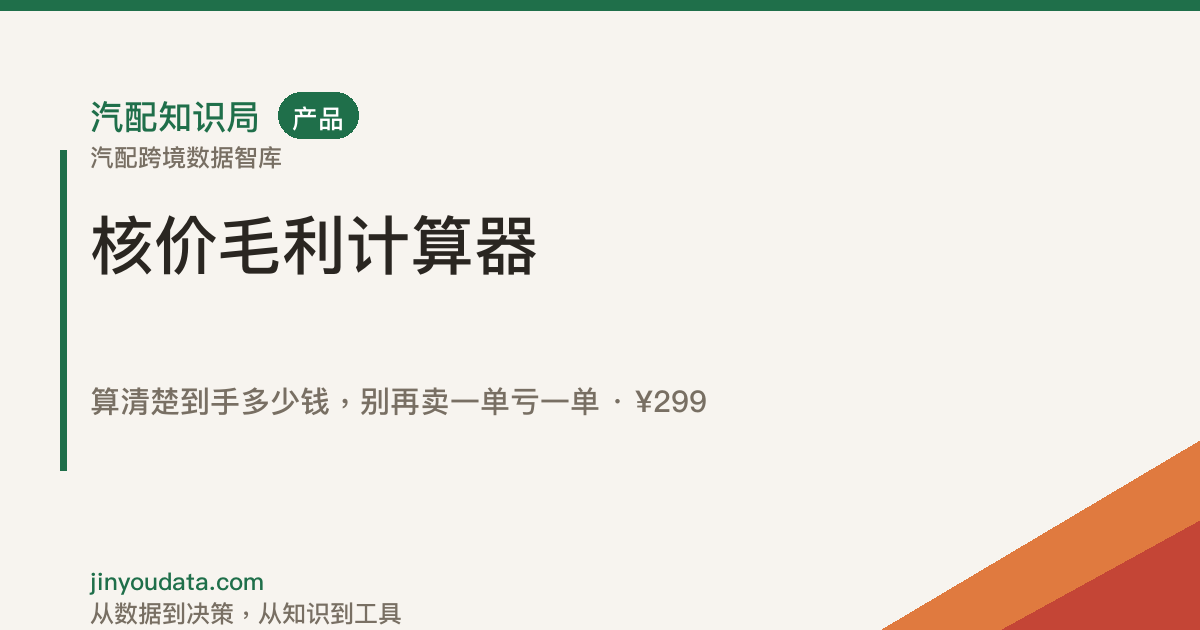 汽配知识局 产品
汽配跨境数据智库
核价毛利计算器
算清楚到手多少钱，别再卖一单亏一单 · ¥299
jinyoudata.com
从数据到决策，从知识到工具